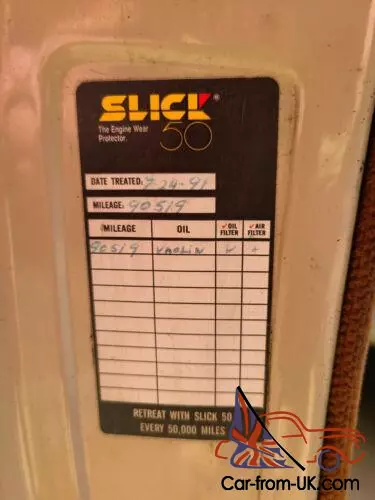 SLICK®
50
The Engine Wear
Protector.
DATE TREATED: 7-24-91
MILEAGE: 90519
MILEAGE OIL ✓OIL FILTER ✓AIR FILTER
90519 ✓ +
RETREAT WITH SLICK 50
EVERY 50,000 MILES
Car-from-UK.com